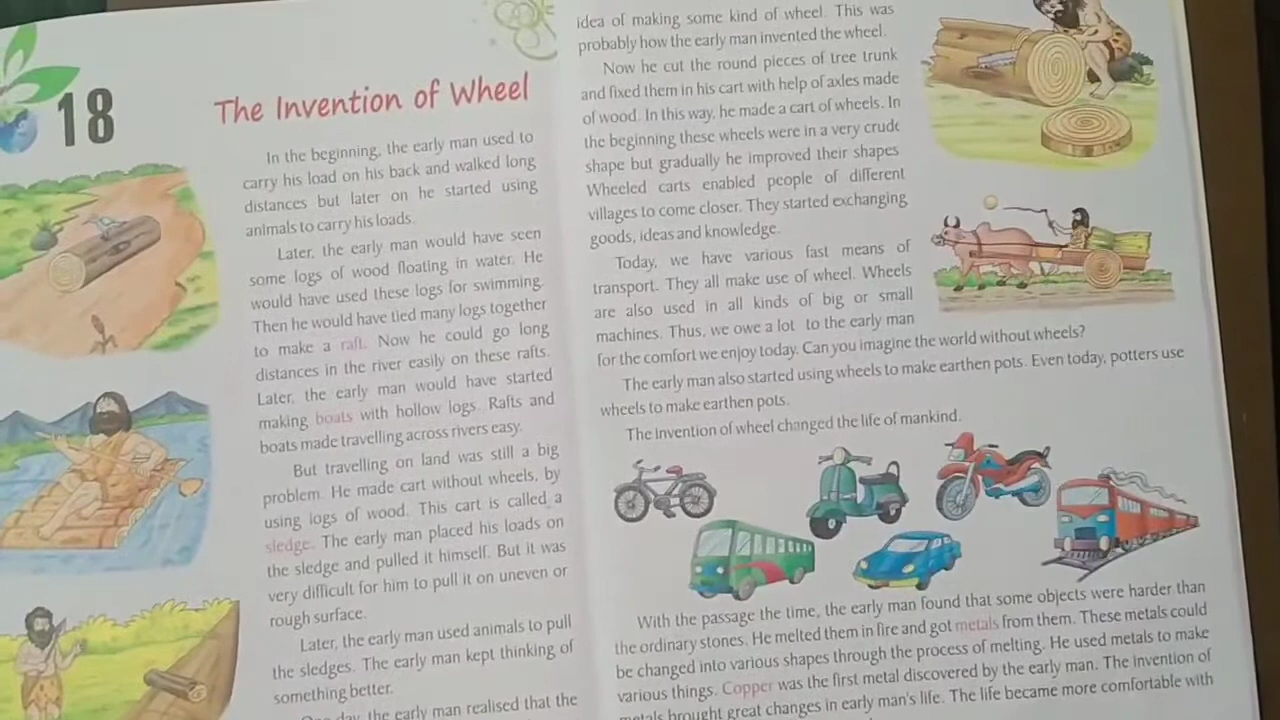 18
The Invention of Wheel
In the beginning, the early man used to
carry his load on his back and walked long
distances but later on he started using
animals to carry his loads.
Later, the early man would have seen
some logs of wood floating in water. He
would have used these logs for swimming.
Then he would have tied many logs together
to make a raft. Now he could go long
distances in the river easily on these rafts.
Later, the early man would have started
making boats with hollow logs. Rafts and
boats made travelling across rivers easy.
But travelling on land was still a big
problem. He made cart without wheels, by
using logs of wood. This cart is called a
sledge. The early man placed his loads on
the sledge and pulled it himself. But it was
very difficult for him to pull it on uneven or
rough surface.
Later, the early man used animals to pull
the sledges. The early man kept thinking of
something better.
One day, the early man realised that the
idea of making some kind of wheel. This was
probably how the early man invented the wheel.
Now he cut the round pieces of tree trunk
and fixed them in his cart with help of axles made
of wood. In this way, he made a cart of wheels. In
the beginning these wheels were in a very crude
shape but gradually he improved their shapes
Wheeled carts enabled people of different
villages to come closer. They started exchanging
goods, ideas and knowledge.
Today, we have various fast means of
transport. They all make use of wheel. Wheels
are also used in all kinds of big or small
machines. Thus, we owe a lot to the early man
for the comfort we enjoy today. Can you imagine the world without wheels?
The early man also started using wheels to make earthen pots. Even today, potters use
wheels to make earthen pots.
The invention of wheel changed the life of mankind.
With the passage the time, the early man found that some objects were harder than
the ordinary stones. He melted them in fire and got metals from them. These metals could
be changed into various shapes through the process of melting. He used metals to make
various things. Copper was the first metal discovered by the early man. The invention of
metals brought great changes in early man's life. The life became more comfortable with